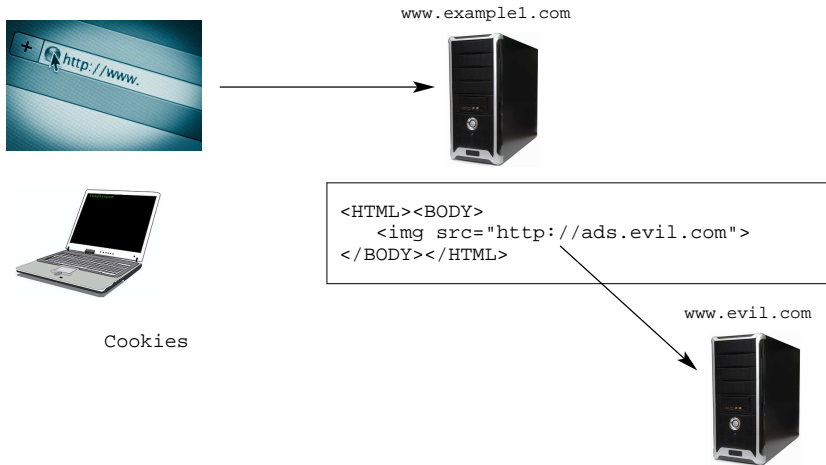 www.example1.com
+ http://www.
<HTML><BODY>
<img src="http://ads.evil.com">
</BODY></HTML>
www.evil.com
Cookies